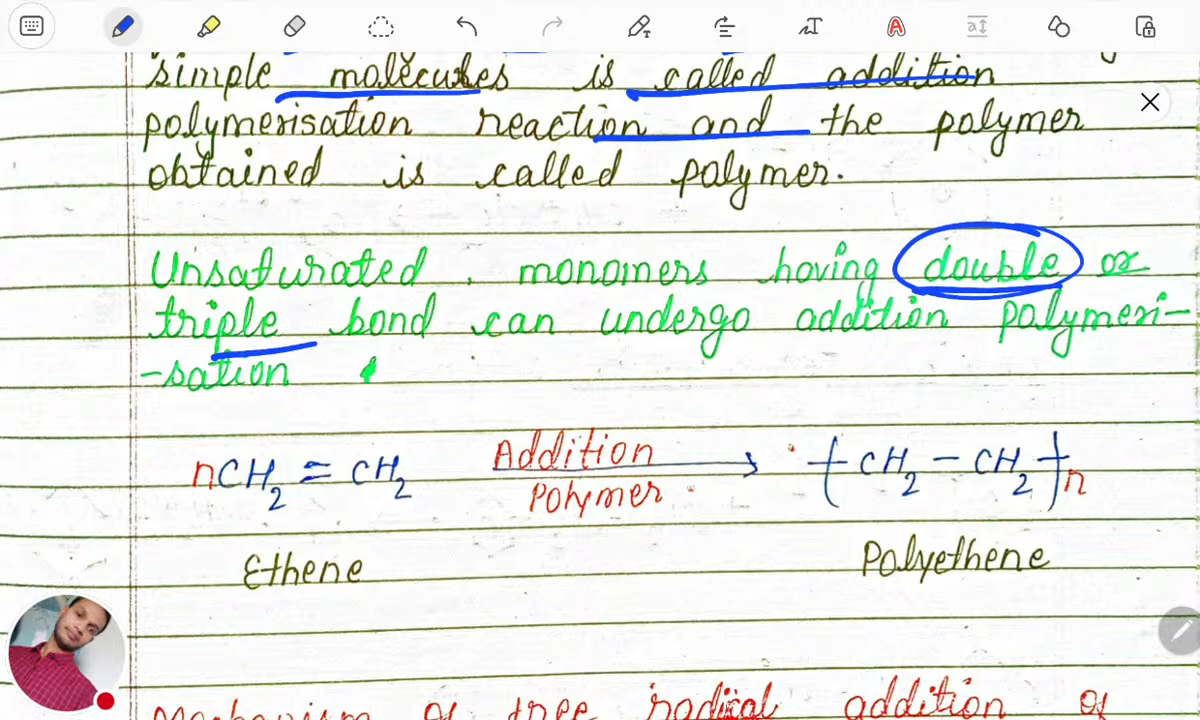 simple molecules is called addition
polymerisation reaction and the polymer
obtained is called polymer.
Unsaturated monomers having double or
triple bond can undergo addition polymeri-
-sation
nCH₂ = CH₂ Addition Polymer → -(CH₂ - CH₂)-n
Ethene Polyethene
Mechanism of free radical addition of